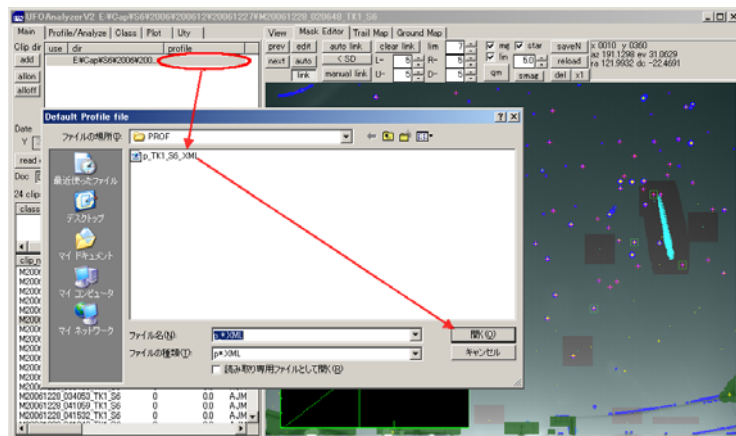 UFOAnalyzerV2 E:¥Cap¥S6¥2006¥200612¥20061227¥M20061228_020648_TK1_S6
Main Profile/Analyze Class Plot Uty
View Mask Editor Trail Map Ground Map
Clip dir use dir profile
add E:¥Cap¥S6¥2006¥200...
allon
alloff
prev edit auto link clear link lim 7 mg star saveN x 0010 y 0360
next auto < SD L- 5 R- 5 lin 5.0 reload az 191.1298 ev 31.0629
link manual link U- 5 D- 5 qm smag del x1 ra 121.9932 dc -22.4691
Date
Y
read
Doc
24 clip
class
clip_n
Default Profile file
ファイルの場所(I): PROF
p_TK1_S6_.XML
最近使ったファイル
デスクトップ
マイ ドキュメント
マイ コンピュータ
マイ ネットワーク
ファイル名(N): p*.XML 開く(O)
ファイルの種類(T): p*.XML キャンセル
読み取り専用ファイルとして開く(R)
M20061228_034053_TK1_S6 0 0.0 AJM
M20061228_041059_TK1_S6 0 0.0 AJM
M20061228_041532_TK1_S6 0 0.0 AJM